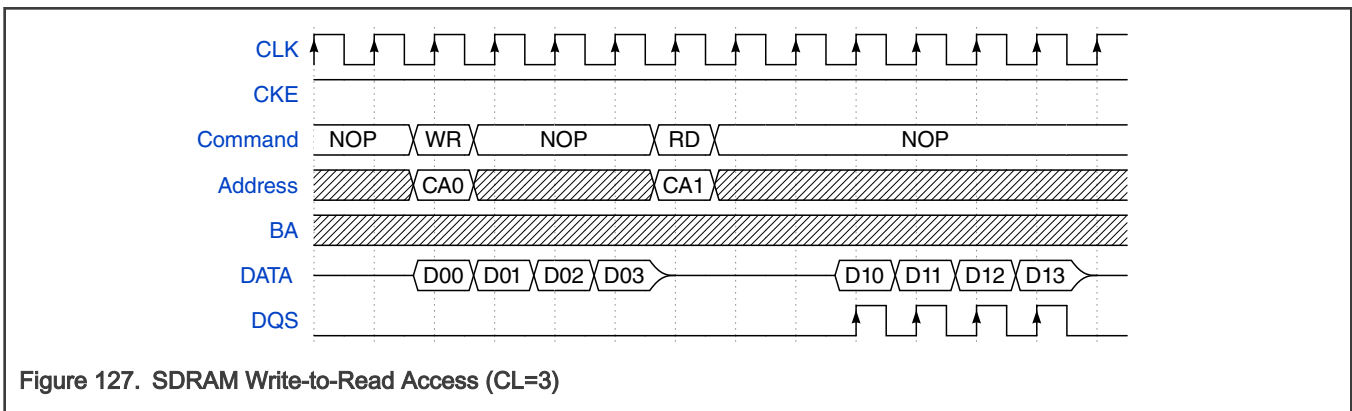 CLK
CKE
Command NOP WR NOP RD NOP
Address CA0 CA1
BA
DATA D00 D01 D02 D03 D10 D11 D12 D13
DQS
Figure 127. SDRAM Write-to-Read Access (CL=3)